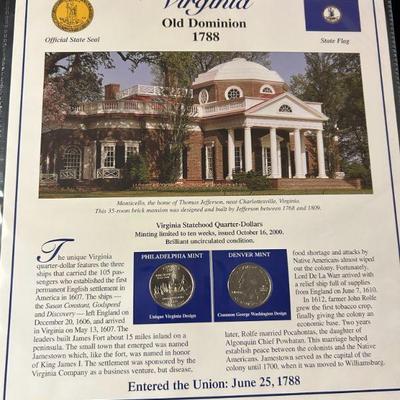 Virginia
Old Dominion
1788
Official State Seal
State Flag
Monticello, the home of Thomas Jefferson, near Charlottesville, Virginia.
This 35-room brick mansion was designed and built by Jefferson between 1768 and 1809.
Virginia Statehood Quarter-Dollars
Minting limited to ten weeks, issued October 16, 2000.
Brilliant uncirculated condition.
The unique Virginia
quarter-dollar features the
three ships that carried the 105 pas-
sengers who established the first
permanent English settlement in
America in 1607. The ships —
the Susan Constant, Godspeed
and Discovery — left England on
December 20, 1606, and arrived
in Virginia on May 13, 1607. The
leaders built James Fort about 15 miles inland on a
peninsula. The small town that emerged was named
Jamestown which, like the fort, was named in honor
of King James I. The settlement was sponsored by the
Virginia Company as a business venture, but disease,
PHILADELPHIA MINT
Unique Virginia Design
DENVER MINT
Common George Washington Design
food shortage and attacks by
Native Americans almost wiped
out the colony. Fortunately,
Lord De La Warr arrived with
a relief ship full of supplies
from England on June 7, 1610.
In 1612, farmer John Rolfe
grew the first tobacco crop,
finally giving the colony an
economic base. Two years
later, Rolfe married Pocahontas, the daughter of
Algonquin Chief Powhatan. This marriage helped
establish peace between the colonists and the Native
Americans. Jamestown served as the capital of the
colony until 1700, when it was moved to Williamsburg.
Entered the Union: June 25, 1788